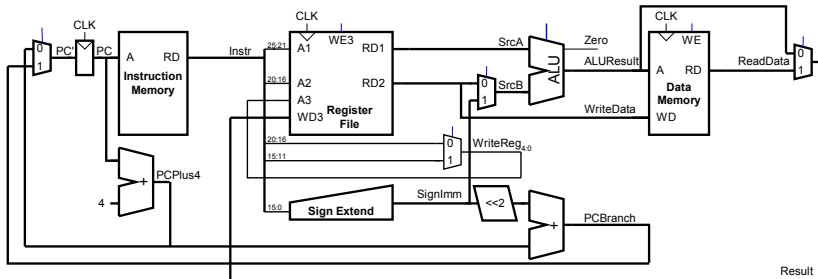 CLK
CLK
CLK
0
1
PC'
PC
A
RD
Instruction
Memory
Instr
25:21
A1
WE3
RD1
SrcA
Zero
WE
20:16
A2
RD2
0
1
SrcB
ALU
ALUResult
A
RD
Data
Memory
WD
ReadData
0
1
A3
WD3
Register
File
WriteData
20:16
0
15:11
1
WriteReg4:0
+
PCPlus4
4
15:0
Sign Extend
SignImm
<<2
+
PCBranch
Result